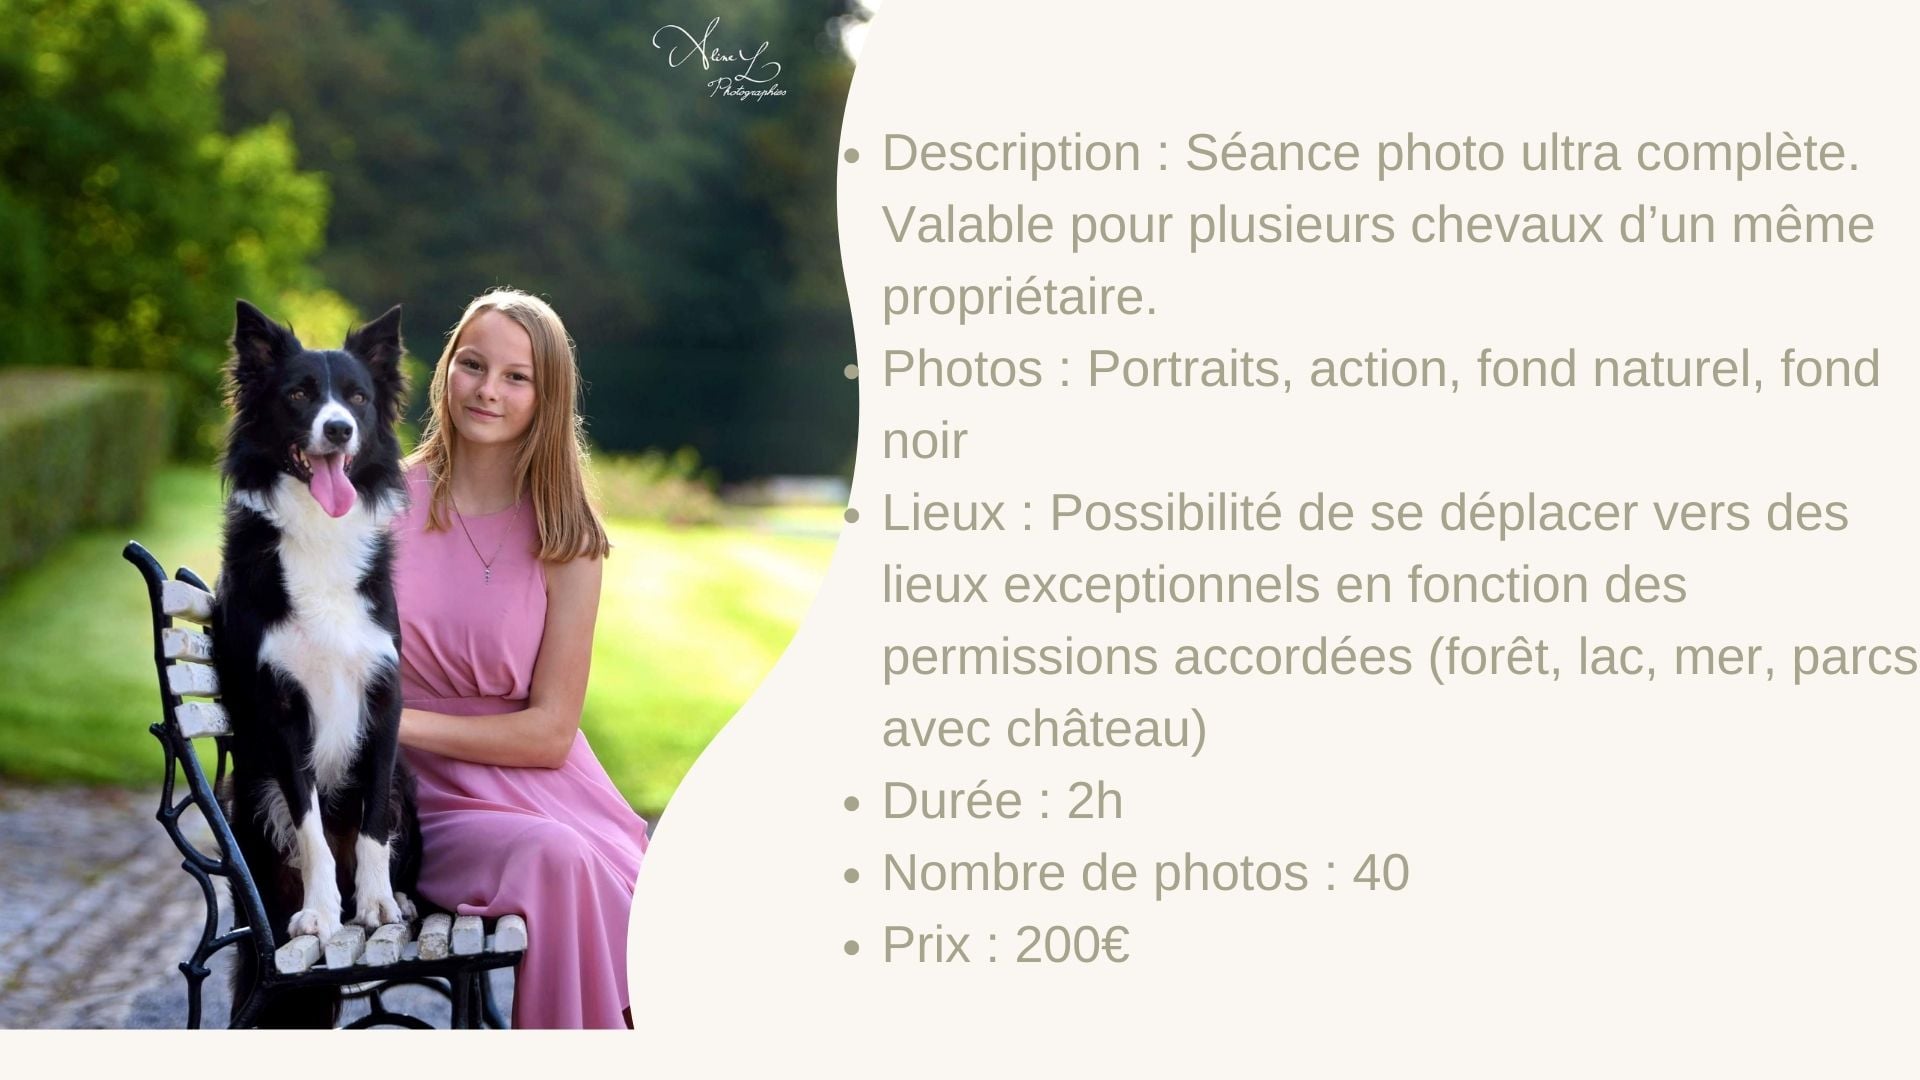 Aline L
Photographies
• Description : Séance photo ultra complète.
Valable pour plusieurs chevaux d’un même
propriétaire.
• Photos : Portraits, action, fond naturel, fond
noir
• Lieux : Possibilité de se déplacer vers des
lieux exceptionnels en fonction des
permissions accordées (forêt, lac, mer, parcs
avec château)
• Durée : 2h
• Nombre de photos : 40
• Prix : 200€